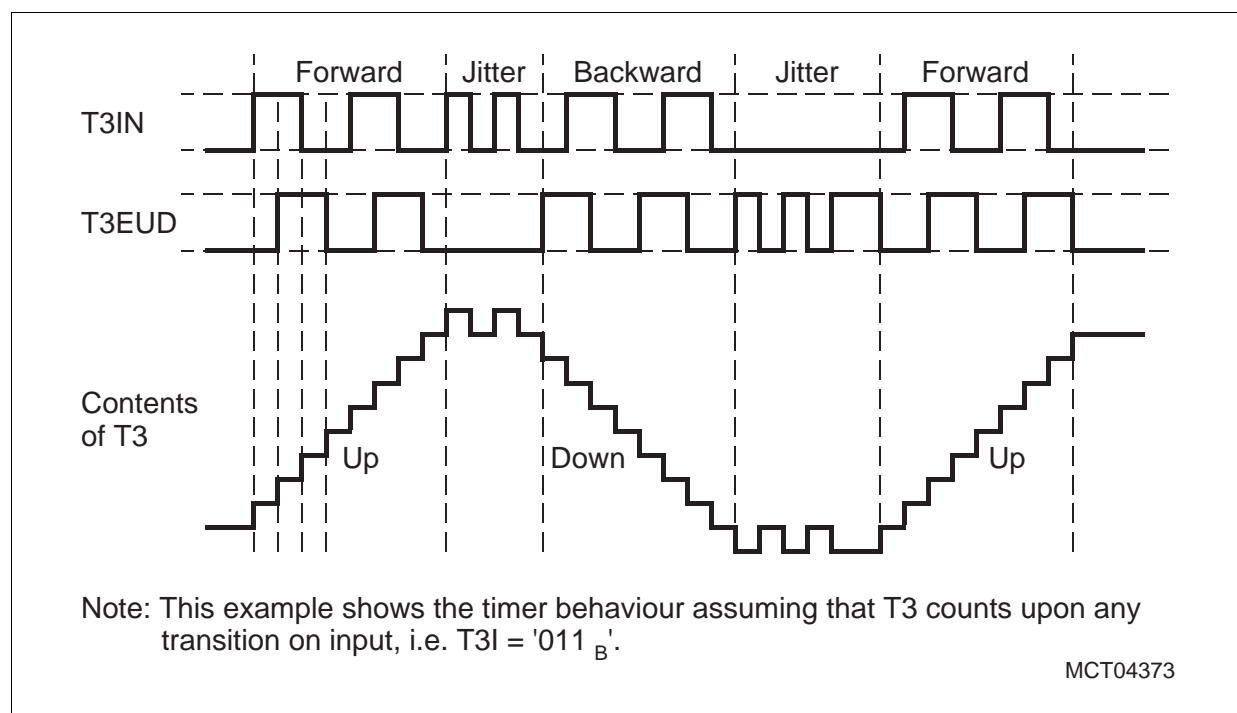 Forward Jitter Backward Jitter Forward
T3IN
T3EUD
Contents
of T3
Up Down Up
Note: This example shows the timer behaviour assuming that T3 counts upon any
transition on input, i.e. T3I = '011 B'.
MCT04373